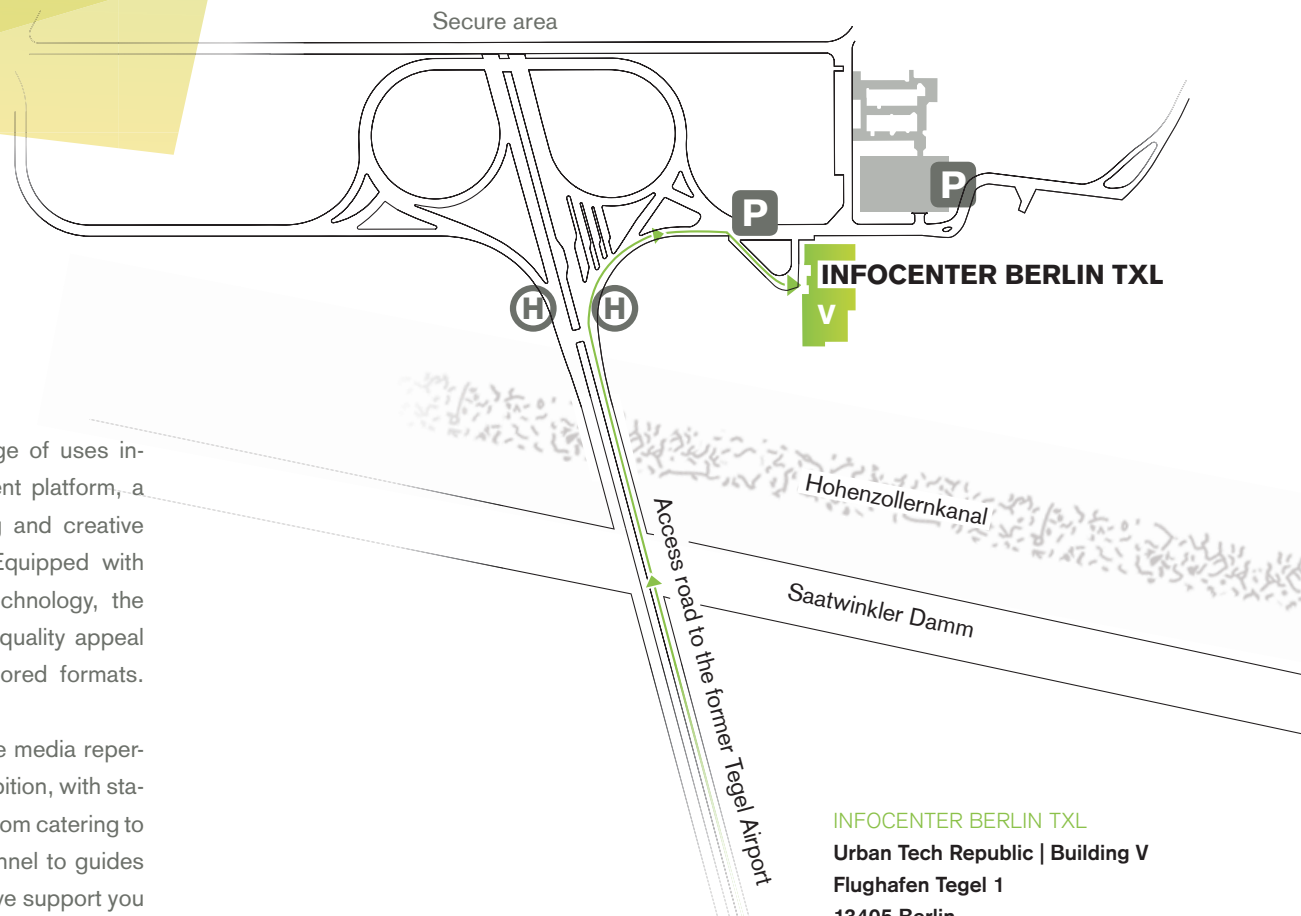 Secure area
P
P
INFOCENTER BERLIN TXL
V
H
H
Hohenzollernkanal
Saatwinkler Damm
Access road to the former Tegel Airport
ge of uses in-
ent platform, a
and creative
Equipped with
chnology, the
quality appeal
ored formats.
e media reper-
bition, with sta-
om catering to
nnel to guides
ve support you
INFOCENTER BERLIN TXL
Urban Tech Republic | Building V
Flughafen Tegel 1
13405 Berlin